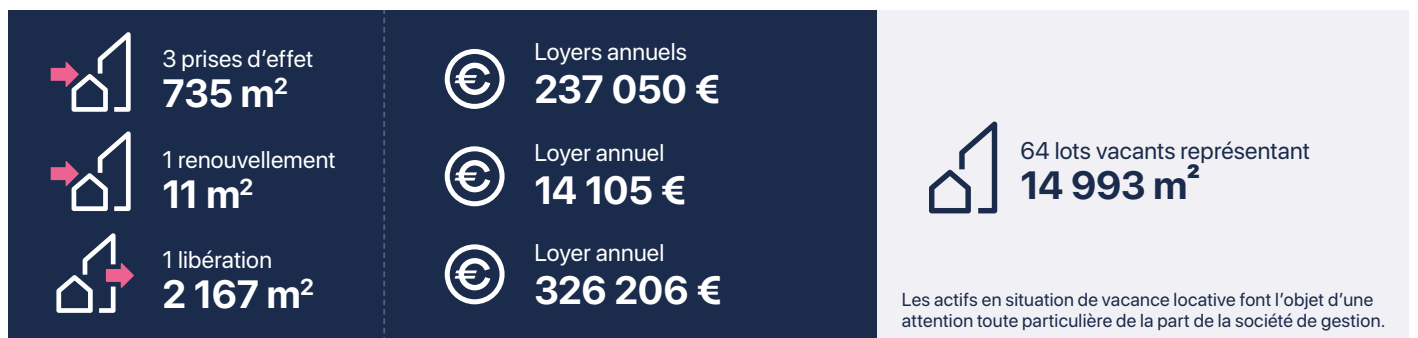 3 prises d'effet
735 m²
Loyers annuels
237 050 €
1 renouvellement
11 m²
Loyer annuel
14 105 €
1 libération
2 167 m²
Loyer annuel
326 206 €
64 lots vacants représentant
14 993 m²
Les actifs en situation de vacance locative font l'objet d'une
attention toute particulière de la part de la société de gestion.